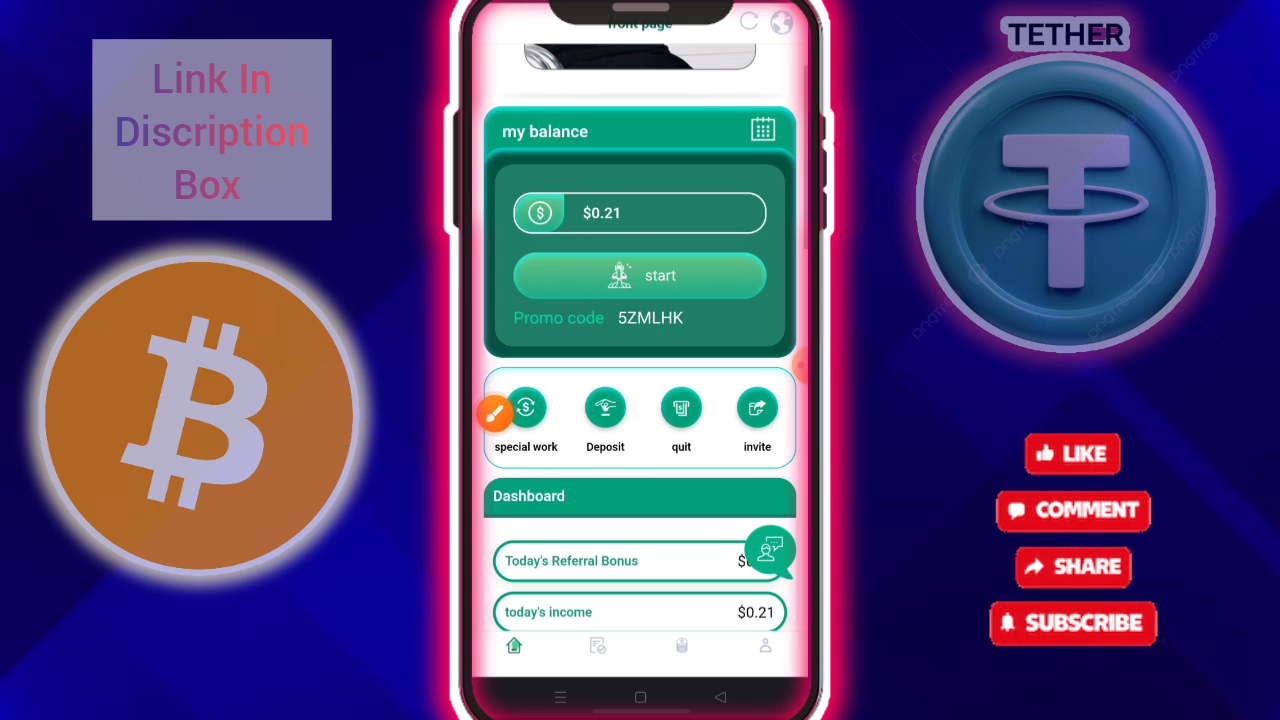 Link In
Discription
Box
front page
my balance
$0.21
start
Promo code 5ZMLHK
special work
Deposit
quit
invite
Dashboard
Today's Referral Bonus
today's income $0.21
TETHER
pngtree
LIKE
COMMENT
SHARE
SUBSCRIBE